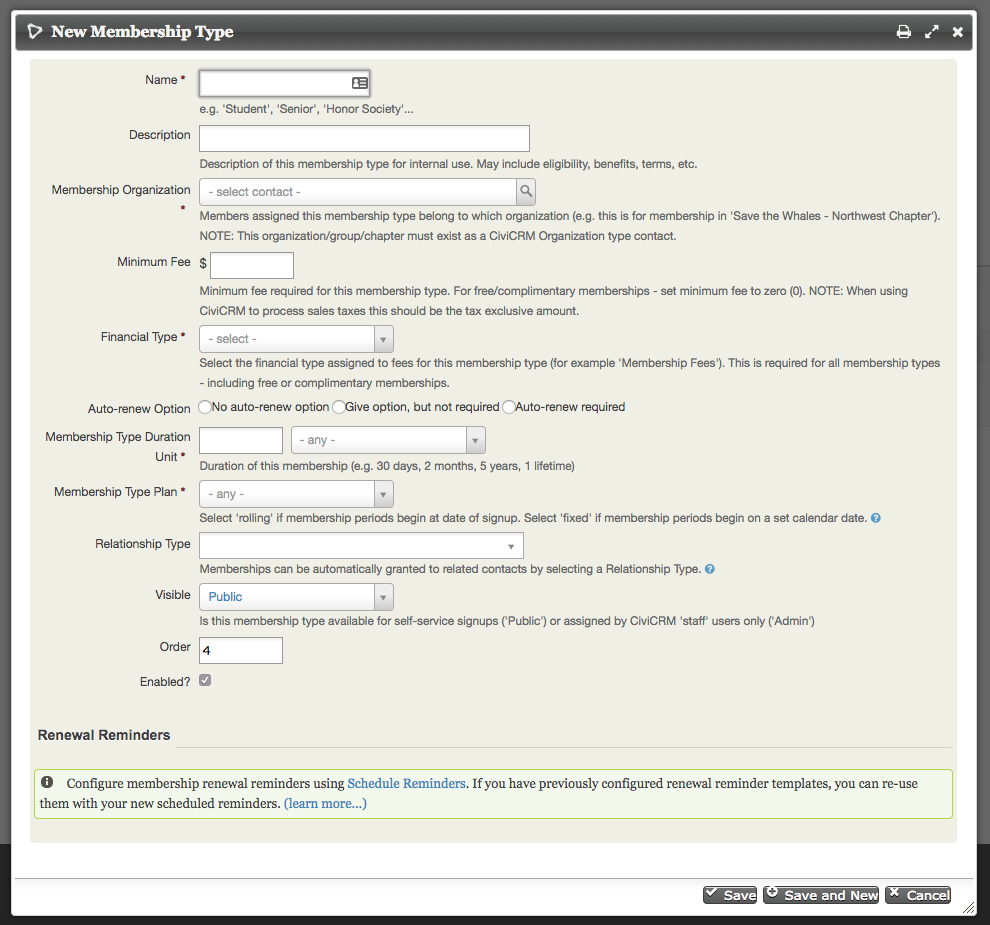 New Membership Type
Name *
e.g. 'Student', 'Senior', 'Honor Society'...
Description
Description of this membership type for internal use. May include eligibility, benefits, terms, etc.
Membership Organization
*
- select contact -
Members assigned this membership type belong to which organization (e.g. this is for membership in 'Save the Whales - Northwest Chapter').
NOTE: This organization/group/chapter must exist as a CiviCRM Organization type contact.
Minimum Fee
$
Minimum fee required for this membership type. For free/complimentary memberships - set minimum fee to zero (0). NOTE: When using
CiviCRM to process sales taxes this should be the tax exclusive amount.
Financial Type *
- select -
Select the financial type assigned to fees for this membership type (for example 'Membership Fees'). This is required for all membership types
- including free or complimentary memberships.
Auto-renew Option
No auto-renew option Give option, but not required Auto-renew required
Membership Type Duration
Unit *
- any -
Duration of this membership (e.g. 30 days, 2 months, 5 years, 1 lifetime)
Membership Type Plan *
- any -
Select 'rolling' if membership periods begin at date of signup. Select 'fixed' if membership periods begin on a set calendar date. ?
Relationship Type
Memberships can be automatically granted to related contacts by selecting a Relationship Type. ?
Visible
Public
Is this membership type available for self-service signups ('Public') or assigned by CiviCRM 'staff' users only ('Admin')
Order
4
Enabled?
Renewal Reminders
Configure membership renewal reminders using Schedule Reminders. If you have previously configured renewal reminder templates, you can re-use
them with your new scheduled reminders. (learn more...)
Save
Save and New
Cancel